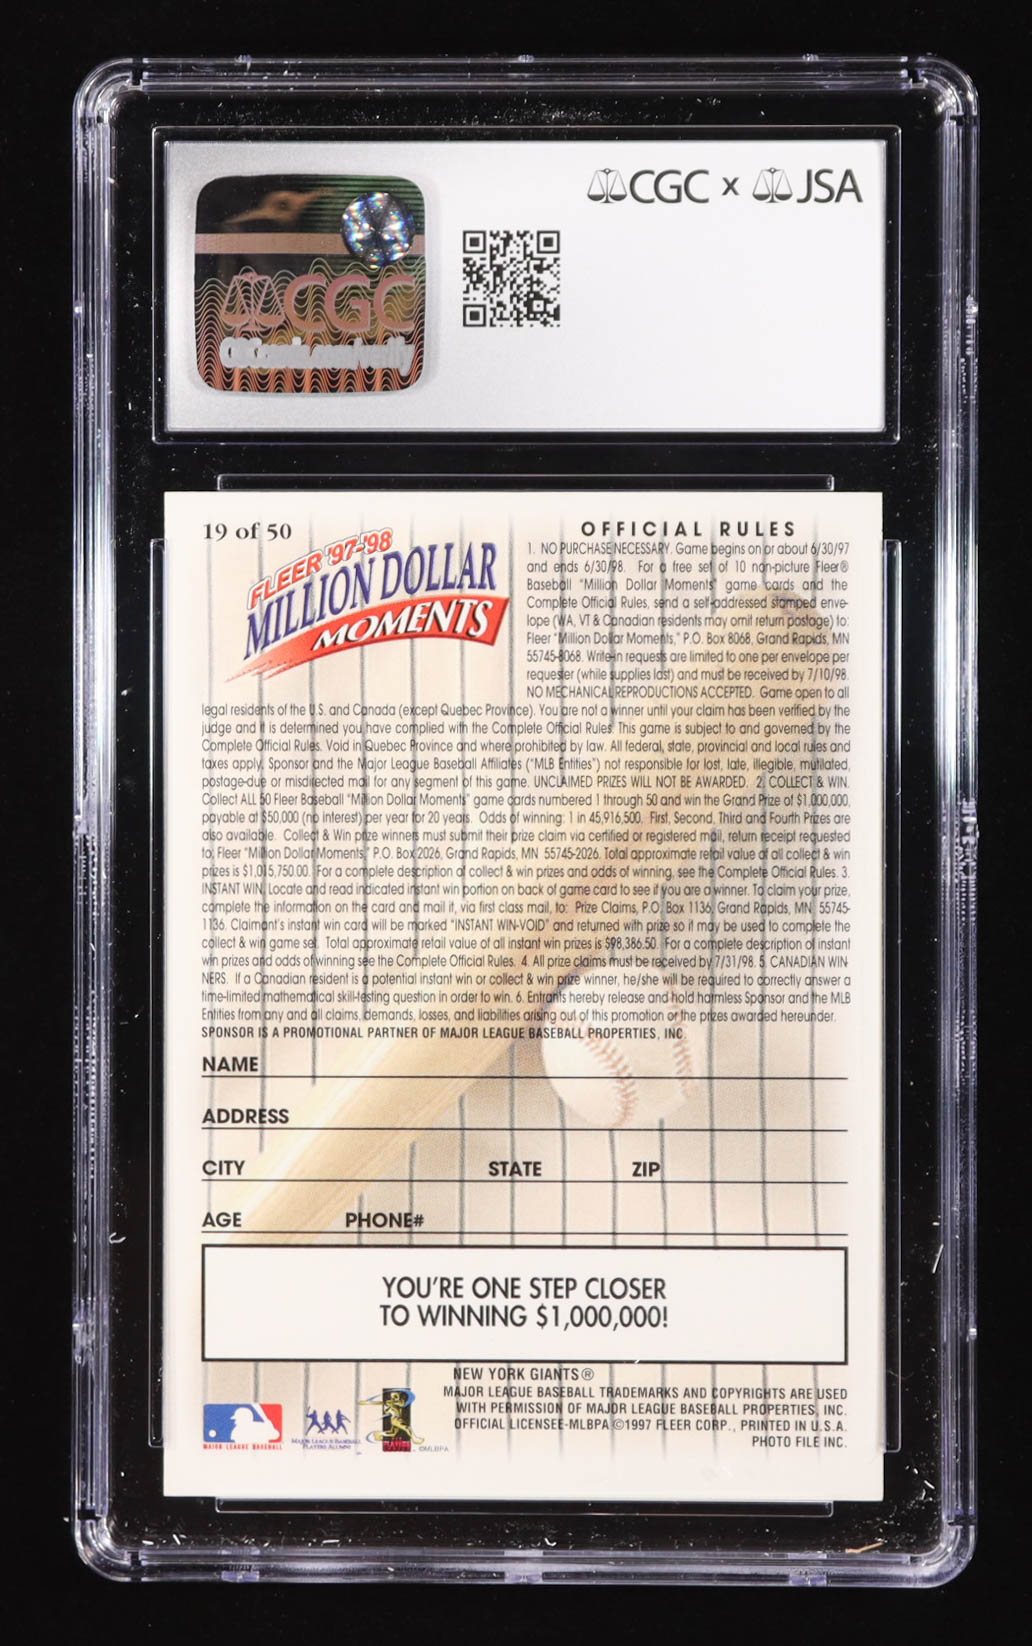 CGC x JSA
CGC
19 of 50
FLEER '97-'98
MILLION DOLLAR
MOMENTS
OFFICIAL RULES
1. NO PURCHASE NECESSARY. Game begins on or about 6/30/97
and ends 6/30/98. For a free set of 10 non-picture Fleer®
Baseball "Million Dollar Moments" game cards and the
Complete Official Rules, send a self-addressed stamped enve-
lope (WA, VT & Canadian residents may omit return postage) to:
Fleer "Million Dollar Moments," P.O. Box 8068, Grand Rapids, MN
55745-8068. Write-in requests are limited to one per envelope per
requester (while supplies last) and must be received by 7/10/98.
NO MECHANICAL REPRODUCTIONS ACCEPTED. Game open to all
legal residents of the U.S. and Canada (except Quebec Province). You are not a winner until your claim has been verified by the
judge and it is determined you have complied with the Complete Official Rules. This game is subject to and governed by the
Complete Official Rules. Void in Quebec Province and where prohibited by law. All federal, state, provincial and local rules and
taxes apply. Sponsor and the Major League Baseball Affiliates ("MLB Entities") not responsible for lost, late, illegible, mutilated,
postage-due or misdirected mail for any segment of this game. UNCLAIMED PRIZES WILL NOT BE AWARDED. 2. COLLECT & WIN.
Collect ALL 50 Fleer Baseball "Million Dollar Moments" game cards numbered 1 through 50 and win the Grand Prize of $1,000,000,
payable at $50,000 (no interest) per year for 20 years. Odds of winning: 1 in 45,916,500. First, Second, Third and Fourth Prizes are
also available. Collect & Win prize winners must submit their prize claim via certified or registered mail, return receipt requested
to: Fleer "Million Dollar Moments," P.O. Box 2026, Grand Rapids, MN 55745-2026. Total approximate retail value of all collect & win
prizes is $1,015,750.00. For a complete description of collect & win prizes and odds of winning, see the Complete Official Rules. 3.
INSTANT WIN. Locate and read indicated instant win portion on back of game card to see if you are a winner. To claim your prize,
complete the information on the card and mail it, via first class mail, to: Prize Claims, P.O. Box 1136, Grand Rapids, MN 55745-
1136. Claimant's instant win card will be marked "INSTANT WIN-VOID" and returned with prize so it may be used to complete the
collect & win game set. Total approximate retail value of all instant win prizes is $98,386.50. For a complete description of instant
win prizes and odds of winning see the Complete Official Rules. 4. All prize claims must be received by 7/31/98. 5. CANADIAN WIN-
NERS. If a Canadian resident is a potential instant win or collect & win prize winner, he/she will be required to correctly answer a
time-limited mathematical skill-testing question in order to win. 6. Entrants hereby release and hold harmless Sponsor and the MLB
Entities from any and all claims, demands, losses, and liabilities arising out of this promotion or the prizes awarded hereunder.
SPONSOR IS A PROMOTIONAL PARTNER OF MAJOR LEAGUE BASEBALL PROPERTIES, INC.
NAME
ADDRESS
CITY STATE ZIP
AGE PHONE#
YOU'RE ONE STEP CLOSER
TO WINNING $1,000,000!
NEW YORK GIANTS®
MAJOR LEAGUE BASEBALL TRADEMARKS AND COPYRIGHTS ARE USED
WITH PERMISSION OF MAJOR LEAGUE BASEBALL PROPERTIES, INC.
OFFICIAL LICENSEE-MLBPA ©1997 FLEER CORP., PRINTED IN U.S.A.
PHOTO FILE INC.
MAJOR LEAGUE BASEBALL
MAJOR LEAGUE BASEBALL
PLAYERS ALUMNI
PLAYERS
©MLBPA